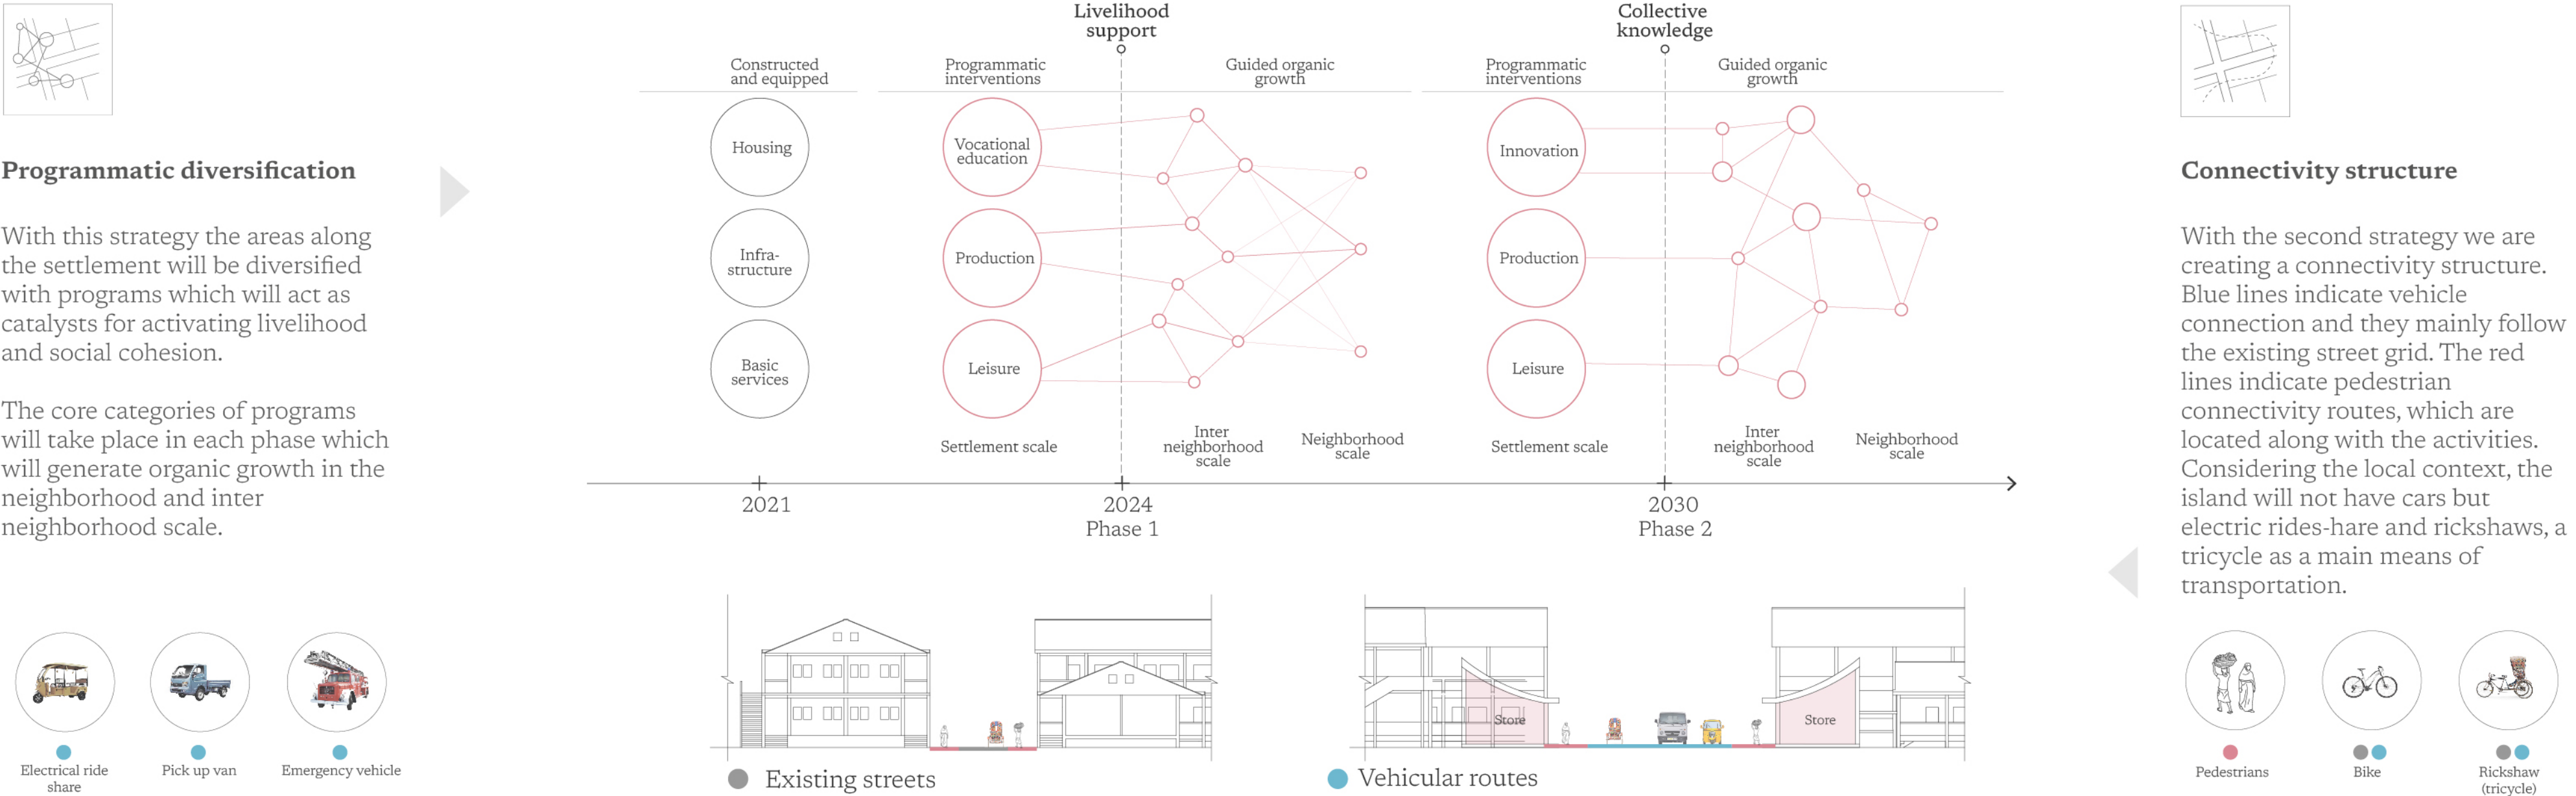 Programmatic diversification
With this strategy the areas along
the settlement will be diversified
with programs which will act as
catalysts for activating livelihood
and social cohesion.
The core categories of programs
will take place in each phase which
will generate organic growth in the
neighborhood and inter
neighborhood scale.
Electrical ride
share
Pick up van
Emergency vehicle
Livelihood
support
Collective
knowledge
Constructed
and equipped
Programmatic
interventions
Guided organic
growth
Programmatic
interventions
Guided organic
growth
Housing
Infra-
structure
Basic
services
Vocational
education
Production
Leisure
Innovation
Production
Leisure
Settlement scale
Inter
neighborhood
scale
Neighborhood
scale
Settlement scale
Inter
neighborhood
scale
Neighborhood
scale
2021
2024
Phase 1
2030
Phase 2
Store
Store
Existing streets
Vehicular routes
Connectivity structure
With the second strategy we are
creating a connectivity structure.
Blue lines indicate vehicle
connection and they mainly follow
the existing street grid. The red
lines indicate pedestrian
connectivity routes, which are
located along with the activities.
Considering the local context, the
island will not have cars but
electric rides-hare and rickshaws, a
tricycle as a main means of
transportation.
Pedestrians
Bike
Rickshaw
(tricycle)